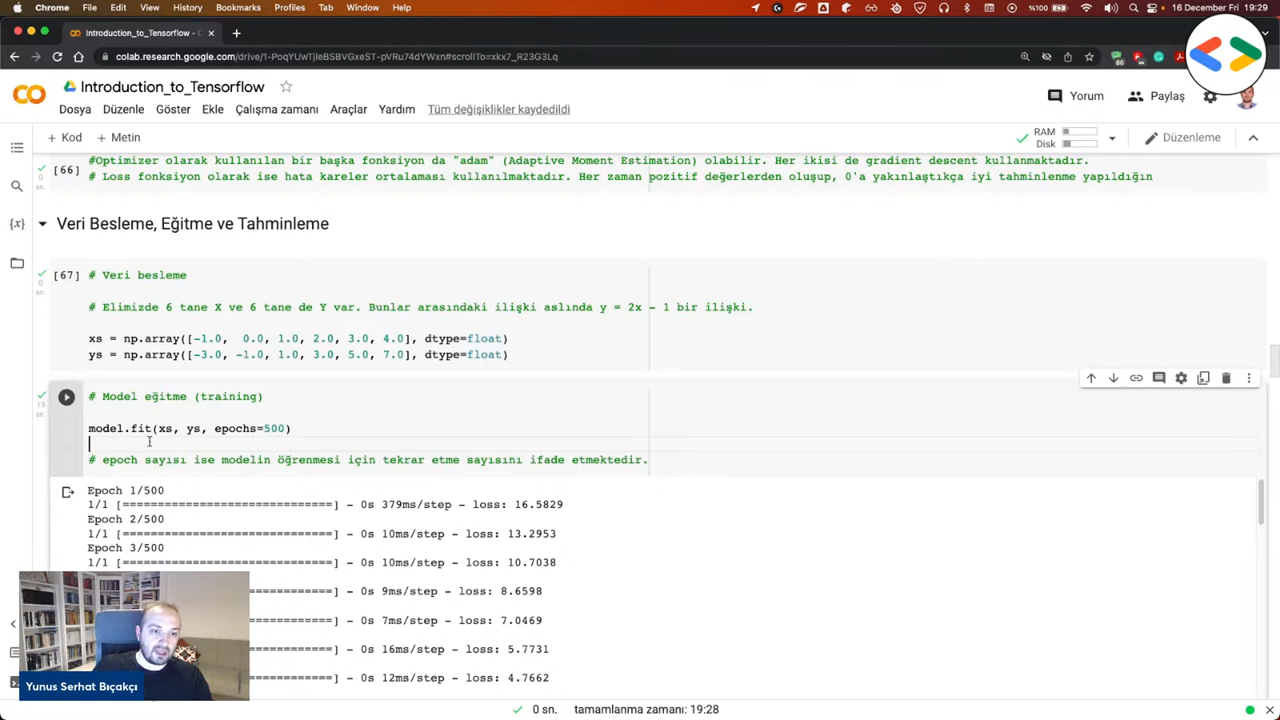 Chrome File Edit View History Bookmarks Profiles Tab Window Help %100 16 December Fri 19:29
Introduction_to_Tensorflow - C
colab.research.google.com/drive/1-PoqYUwTjleBSBVGxeST-pVRu74dYWxn#scrollTo=xkx7_R23G3Lq
Introduction_to_Tensorflow
Yorum Paylaş
Dosya Düzenle Göster Ekle Çalışma zamanı Araçlar Yardım Tüm değişiklikler kaydedildi
+ Kod + Metin
RAM
Disk
Düzenleme
[66]
#Optimizer olarak kullanılan bir başka fonksiyon da "adam" (Adaptive Moment Estimation) olabilir. Her ikisi de gradient descent kullanmaktadır.
# Loss fonksiyon olarak ise hata kareler ortalaması kullanılmaktadır. Her zaman pozitif değerlerden oluşup, 0'a yakınlaştıkça iyi tahminlenme yapıldığın
Veri Besleme, Eğitme ve Tahminleme
[67] # Veri besleme
# Elimizde 6 tane X ve 6 tane de Y var. Bunlar arasındaki ilişki aslında y = 2x - 1 bir ilişki.
xs = np.array([-1.0, 0.0, 1.0, 2.0, 3.0, 4.0], dtype=float)
ys = np.array([-3.0, -1.0, 1.0, 3.0, 5.0, 7.0], dtype=float)
# Model eğitme (training)
model.fit(xs, ys, epochs=500)
# epoch sayısı ise modelin öğrenmesi için tekrar etme sayısını ifade etmektedir.
Epoch 1/500
1/1 [==============================] - 0s 379ms/step - loss: 16.5829
Epoch 2/500
1/1 [==============================] - 0s 10ms/step - loss: 13.2953
Epoch 3/500
1/1 [==============================] - 0s 10ms/step - loss: 10.7038
==============] - 0s 9ms/step - loss: 8.6598
==============] - 0s 7ms/step - loss: 7.0469
==============] - 0s 16ms/step - loss: 5.7731
==============] - 0s 12ms/step - loss: 4.7662
Yunus Serhat Bıçakçı
0 sn. tamamlanma zamanı: 19:28